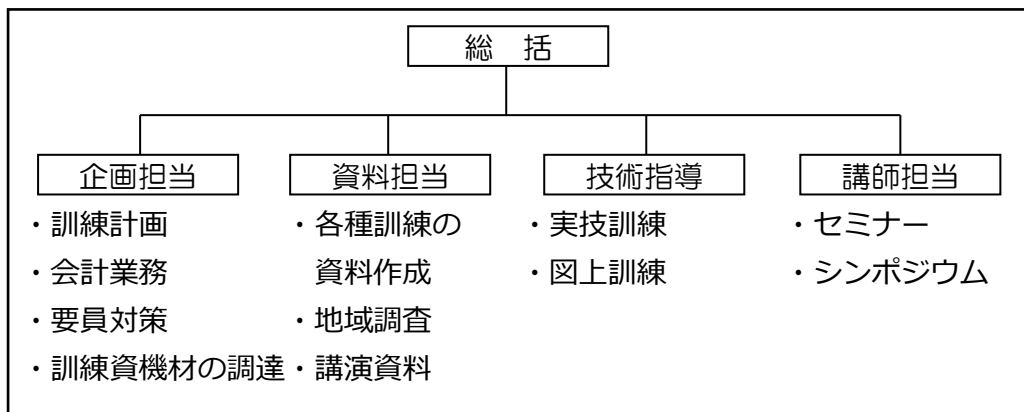 総　括
企画担当
・訓練計画
・会計業務
・要員対策
・訓練資機材の調達
資料担当
・各種訓練の
資料作成
・地域調査
・講演資料
技術指導
・実技訓練
・図上訓練
講師担当
・セミナー
・シンポジウム